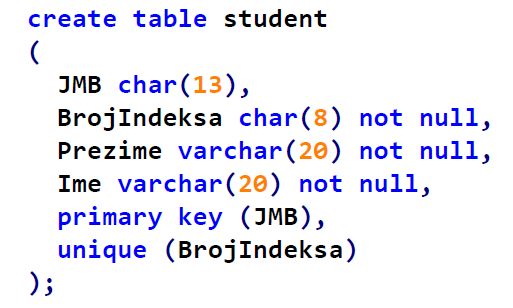 create table student
(
  JMB char(13),
  BrojIndeksa char(8) not null,
  Prezime varchar(20) not null,
  Ime varchar(20) not null,
  primary key (JMB),
  unique (BrojIndeksa)
);